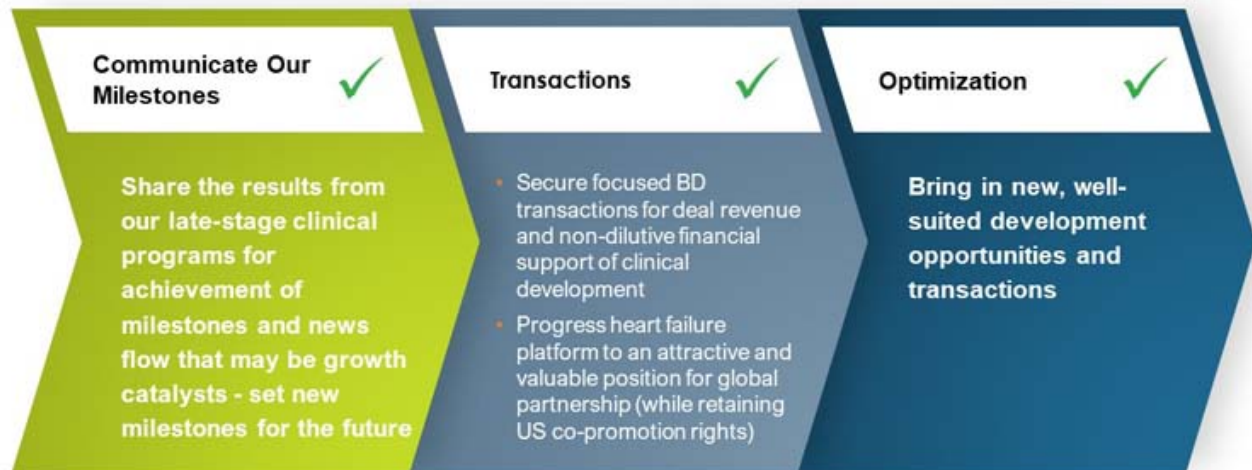 Communicate Our
Milestones
Share the results from
our late-stage clinical
programs for
achievement of
milestones and news
flow that may be growth
catalysts - set new
milestones for the future
Transactions
• Secure focused BD
transactions for deal revenue
and non-dilutive financial
support of clinical
development
• Progress heart failure
platform to an attractive and
valuable position for global
partnership (while retaining
US co-promotion rights)
Optimization
Bring in new, well-
suited development
opportunities and
transactions